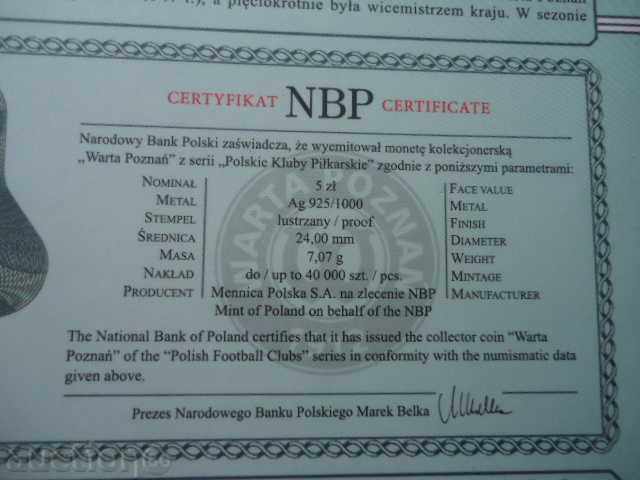 , a pięciokrotnie była wicemistrzem kraju. W sezonie
CERTYFIKAT NBP CERTIFICATE
Narodowy Bank Polski zaświadcza, że wyemitował monetę kolekcjonerską
„Warta Poznań” z serii „Polskie Kluby Piłkarskie” zgodnie z poniższymi parametrami:
NOMINAŁ 5 zł FACE VALUE
METAL Ag 925/1000 METAL
STEMPEL lustrzany / proof FINISH
ŚREDNICA 24,00 mm DIAMETER
MASA 7,07 g WEIGHT
NAKŁAD do / up to 40 000 szt. / pcs. MINTAGE
PRODUCENT Mennica Polska S.A. na zlecenie NBP MANUFACTURER
Mint of Poland on behalf of the NBP
WARTA POZNAŃ
1912
The National Bank of Poland certifies that it has issued the collector coin “Warta
Poznań” of the “Polish Football Clubs” series in conformity with the numismatic data
given above.
Prezes Narodowego Banku Polskiego Marek Belka
auction.bg